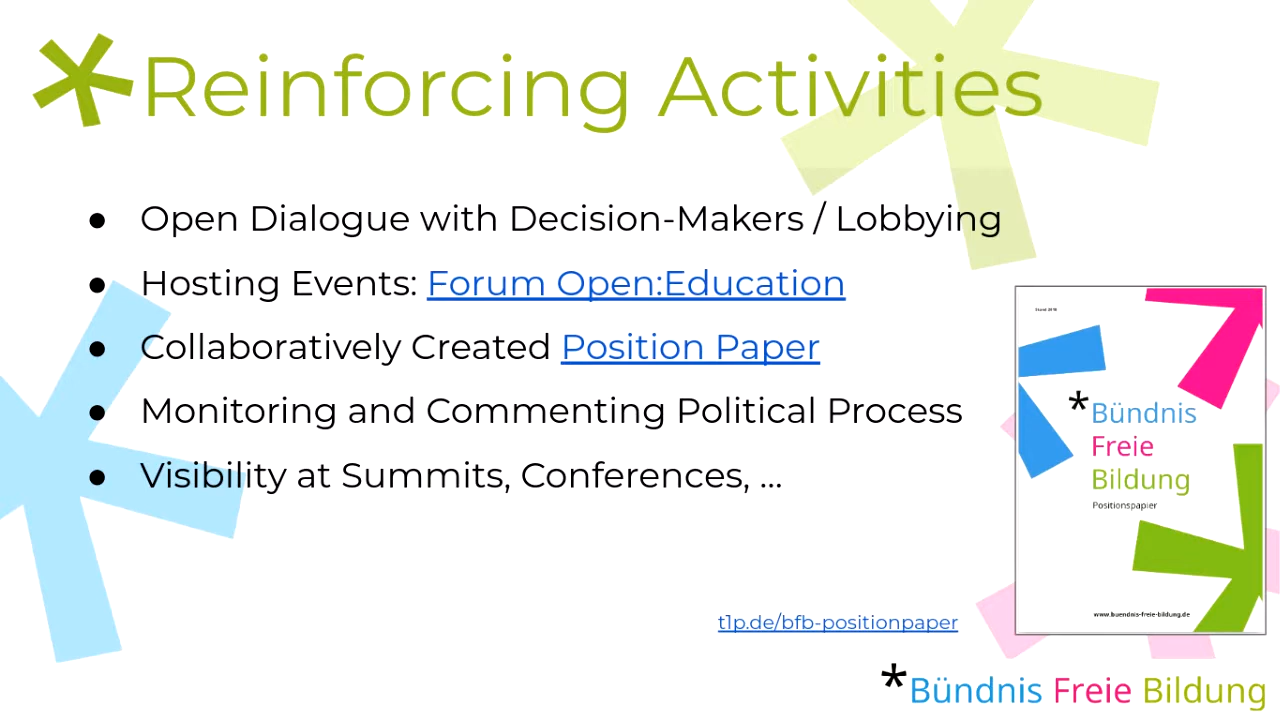 *Reinforcing Activities
● Open Dialogue with Decision-Makers / Lobbying
● Hosting Events: Forum Open:Education
● Collaboratively Created Position Paper
● Monitoring and Commenting Political Process
● Visibility at Summits, Conferences, ...
*Bündnis
Freie
Bildung
Positionspapier
www.buendnis-freie-bildung.de
t1p.de/bfb-positionpaper
*Bündnis Freie Bildung